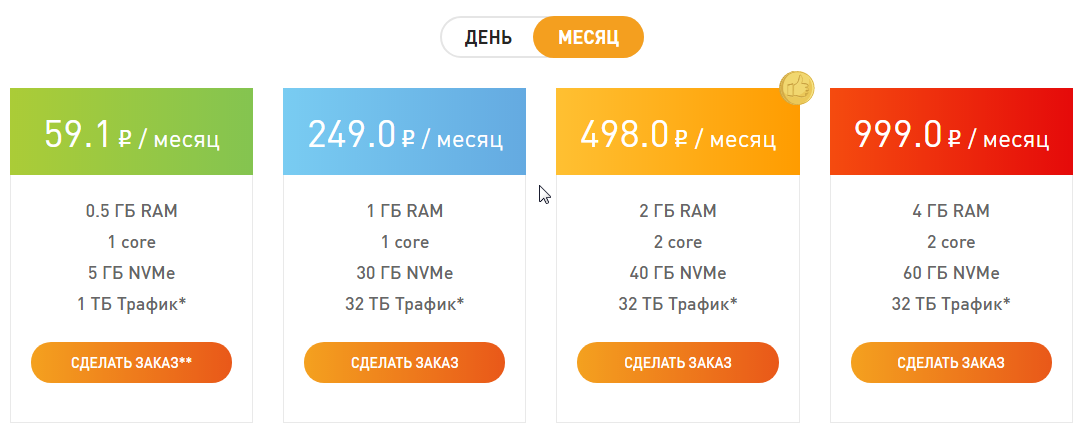 ДЕНЬ МЕСЯЦ
59.1 ₽ / месяц
0.5 ГБ RAM
1 core
5 ГБ NVMe
1 ТБ Трафик*
СДЕЛАТЬ ЗАКАЗ**
249.0 ₽ / месяц
1 ГБ RAM
1 core
30 ГБ NVMe
32 ТБ Трафик*
СДЕЛАТЬ ЗАКАЗ
498.0 ₽ / месяц
2 ГБ RAM
2 core
40 ГБ NVMe
32 ТБ Трафик*
СДЕЛАТЬ ЗАКАЗ
999.0 ₽ / месяц
4 ГБ RAM
2 core
60 ГБ NVMe
32 ТБ Трафик*
СДЕЛАТЬ ЗАКАЗ